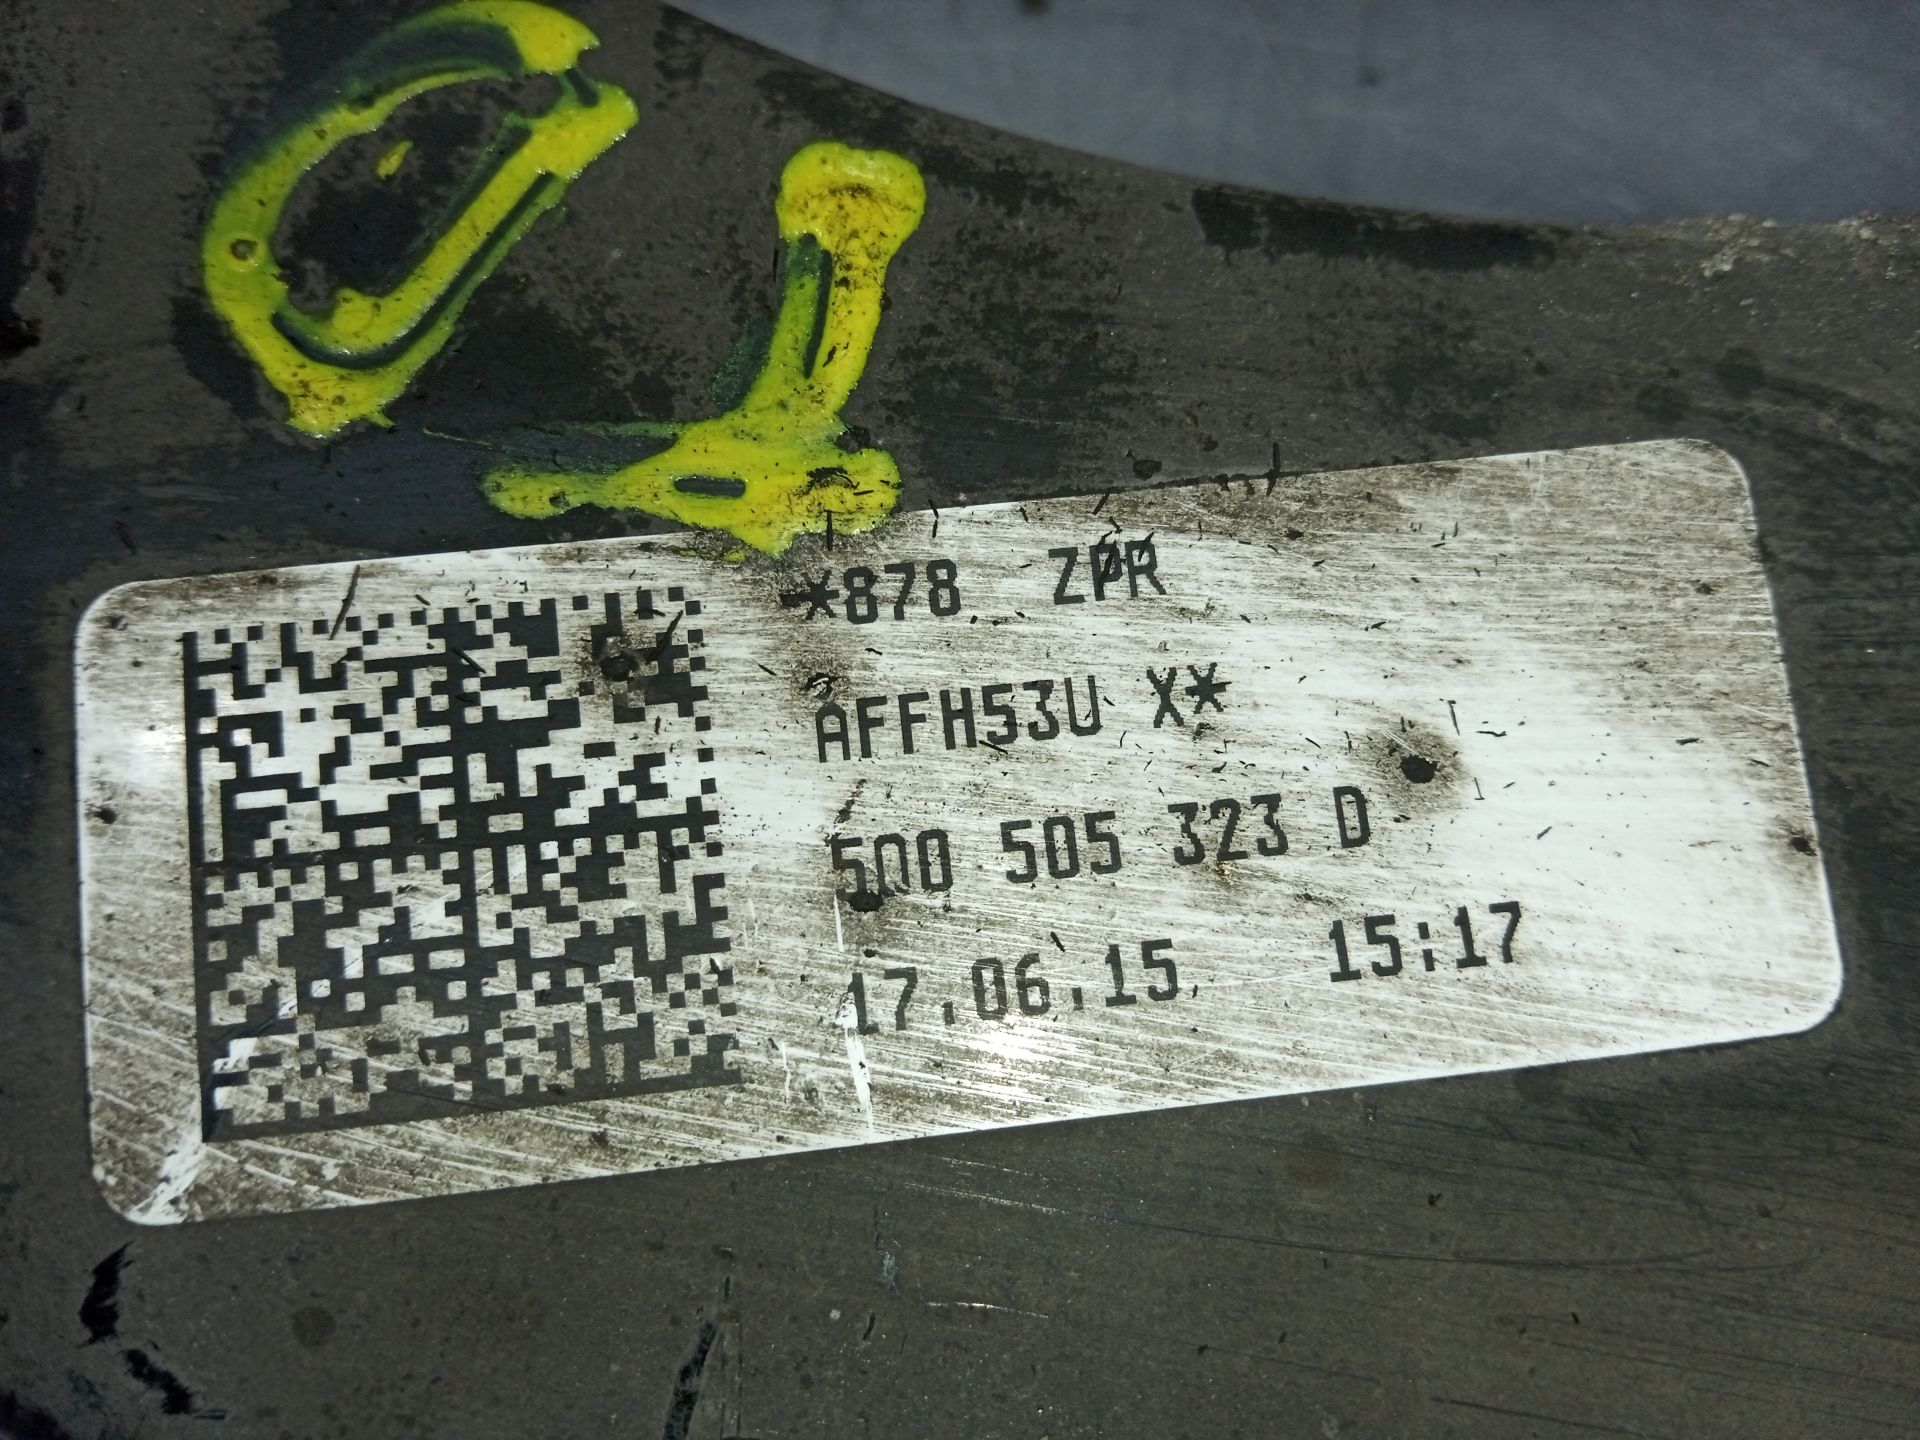 *878 ZPR
AFFH53U X*
5Q0 505 323 D
17.06.15 15:17